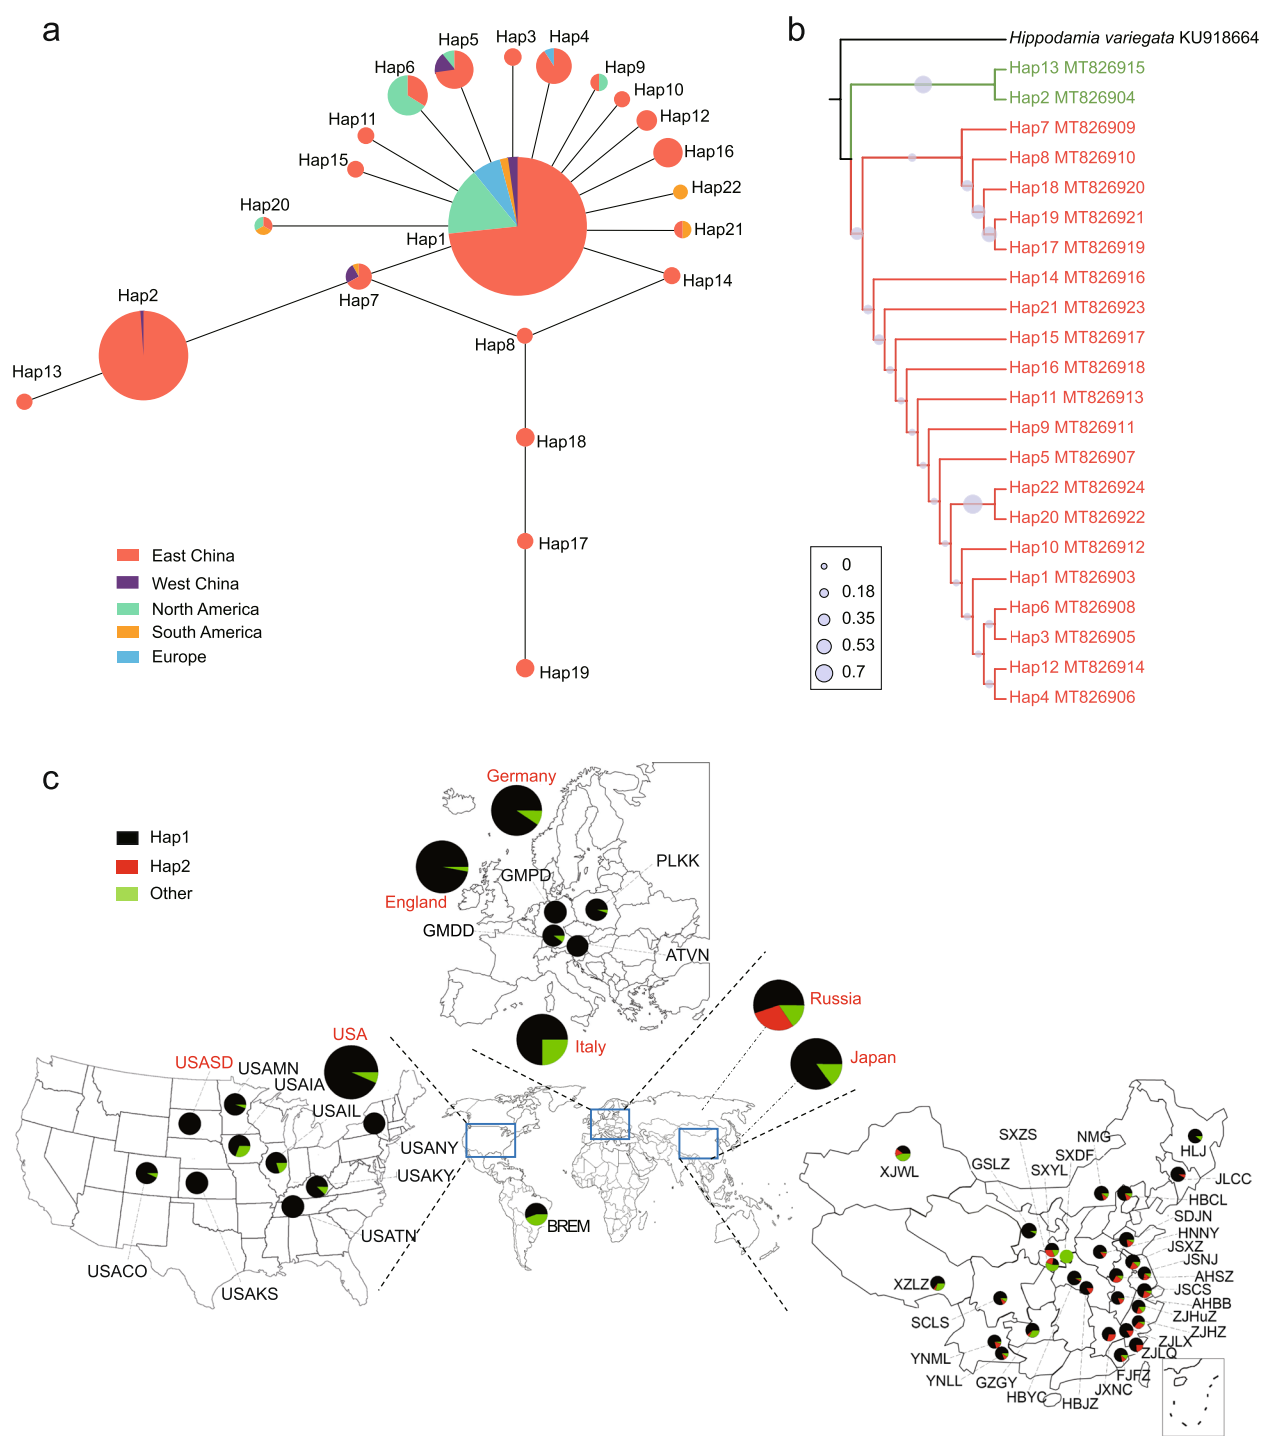 a
Hap5
Hap3
Hap4
Hap6
Hap9
Hap10
Hap11
Hap12
Hap15
Hap16
Hap22
Hap20
Hap21
Hap1
Hap7
Hap14
Hap2
Hap8
Hap13
Hap18
Hap17
Hap19
East China
West China
North America
South America
Europe
b
Hippodamia variegata KU918664
Hap13 MT826915
Hap2 MT826904
Hap7 MT826909
Hap8 MT826910
Hap18 MT826920
Hap19 MT826921
Hap17 MT826919
Hap14 MT826916
Hap21 MT826923
Hap15 MT826917
Hap16 MT826918
Hap11 MT826913
Hap9 MT826911
Hap5 MT826907
Hap22 MT826924
Hap20 MT826922
Hap10 MT826912
Hap1 MT826903
Hap6 MT826908
Hap3 MT826905
Hap12 MT826914
Hap4 MT826906
0
0.18
0.35
0.53
0.7
c
Hap1
Hap2
Other
Germany
England
GMPD
PLKK
GMDD
ATVN
Italy
Russia
Japan
USA
USASD
USAMN
USAIA
USAIL
USANY
USAKY
USATN
USACO
USAKS
BREM
XJWL
GSLZ
SXZS
SXYL
SXDF
NMG
HLJ
JLCC
HBCL
SDJN
HNNY
JSXZ
JSNJ
AHSZ
JSCS
AHBB
ZJHuZ
ZJHZ
ZJLX
ZJLQ
FJFZ
JXNC
HBJZ
HBYC
GZGY
YNLL
YNML
SCLS
XZLZ